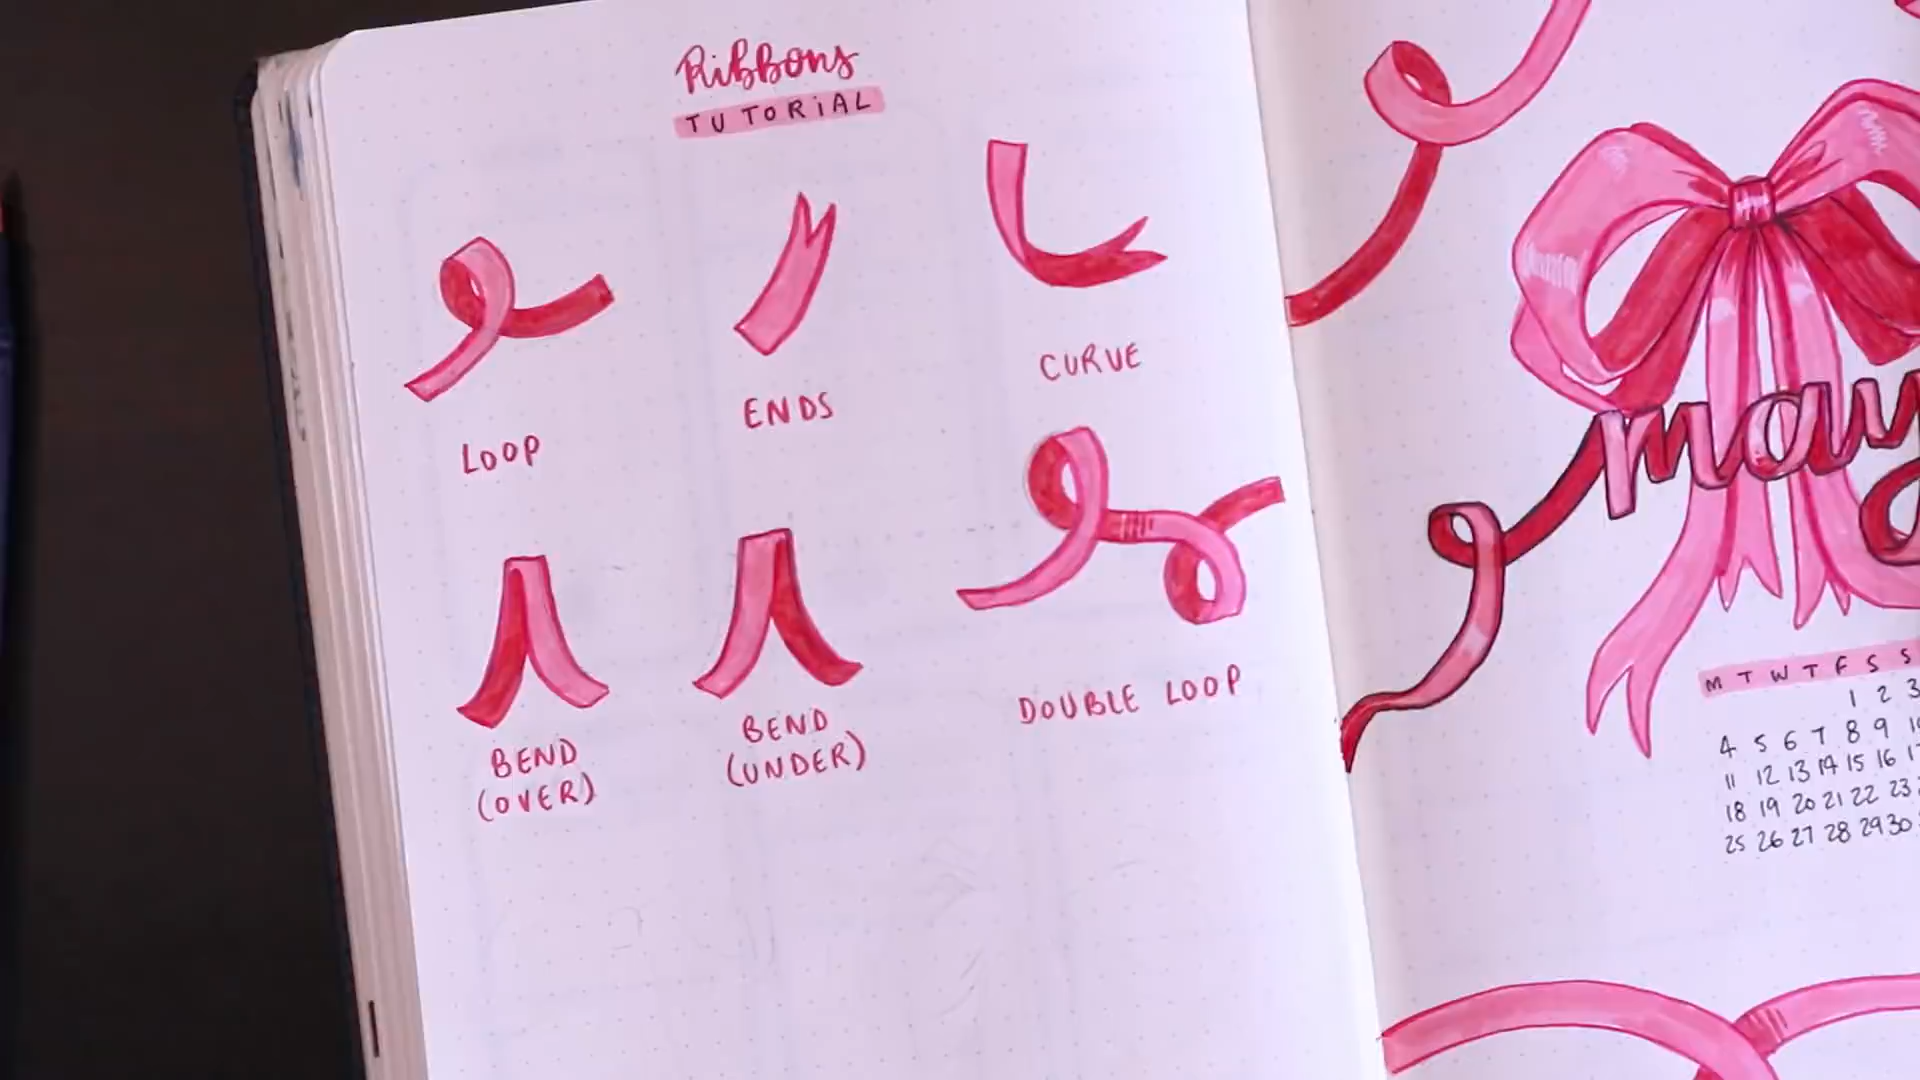 Ribbons
TUTORiAL
LOOP
ENDS
CURVE
BEND
(OVER)
BEND
(UNDER)
DOUBLE LOOP
may
M T W T F S S
1 2 3
4 5 6 7 8 9
11 12 13 14 15 16
18 19 20 21 22 23
25 26 27 28 29 30